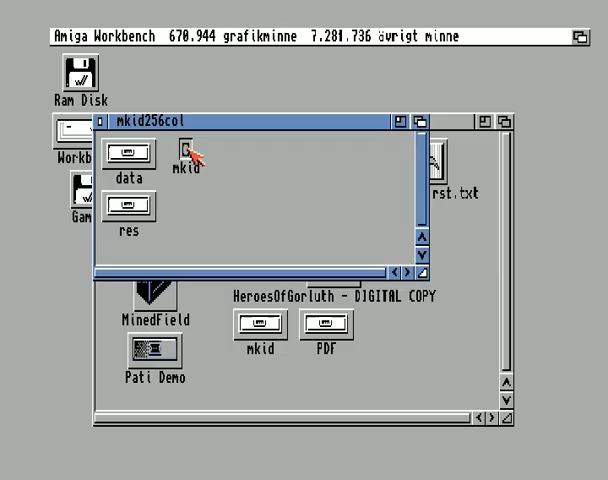 Amiga Workbench 670.944 grafikminne 7.281.736 övrigt minne
Ram Disk
mkid256col
Workb
mkid
data
rst.txt
Gam
res
HeroesOfGorluth - DIGITAL COPY
MinedField
mkid PDF
Pati Demo